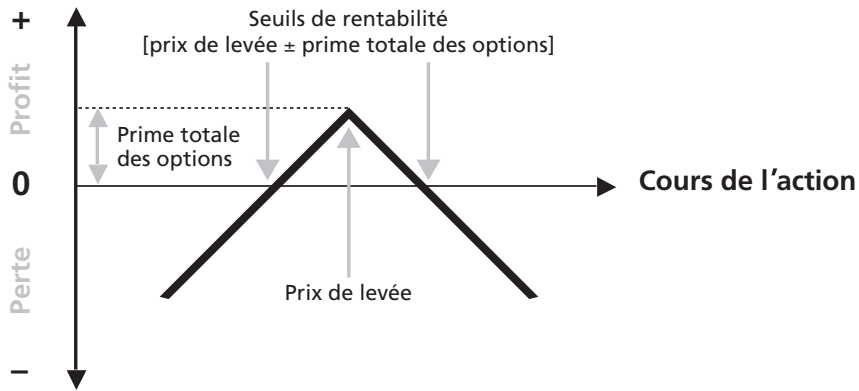 +
Seuils de rentabilité
[prix de levée ± prime totale des options]
Profit
Prime totale
des options
0
Cours de l'action
Perte
Prix de levée
–